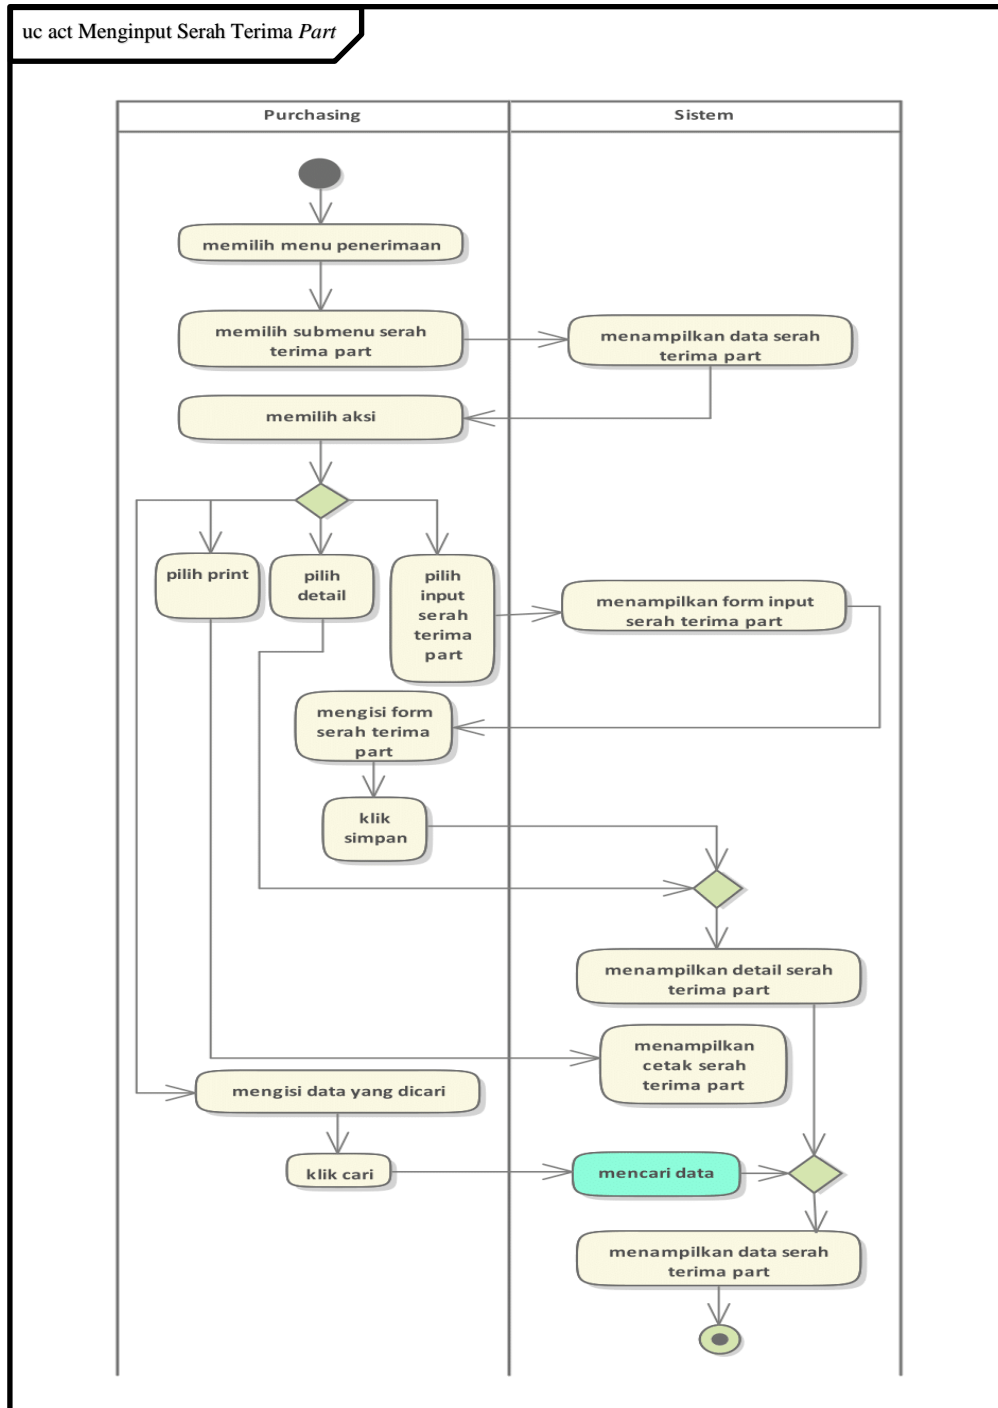 uc act Menginput Serah Terima Part
Purchasing
Sistem
memilih menu penerimaan
memilih submenu serah
terima part
menampilkan data serah
terima part
memilih aksi
pilih print
pilih
detail
pilih
input
serah
terima
part
menampilkan form input
serah terima part
mengisi form
serah terima
part
klik
simpan
menampilkan detail serah
terima part
menampilkan
cetak serah
terima part
mengisi data yang dicari
klik cari
mencari data
menampilkan data serah
terima part